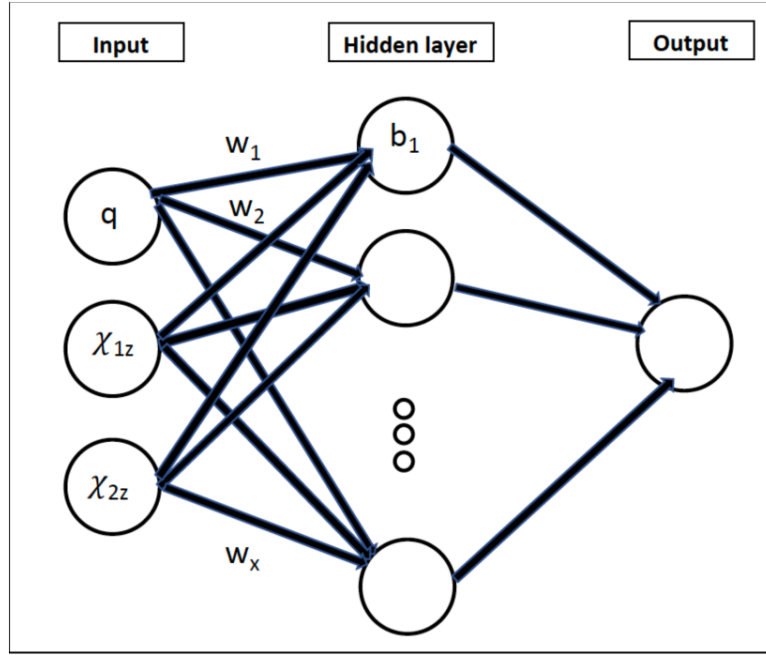 Input
Hidden layer
Output
w₁
b₁
q
w₂
χ₁z
χ₂z
wₓ